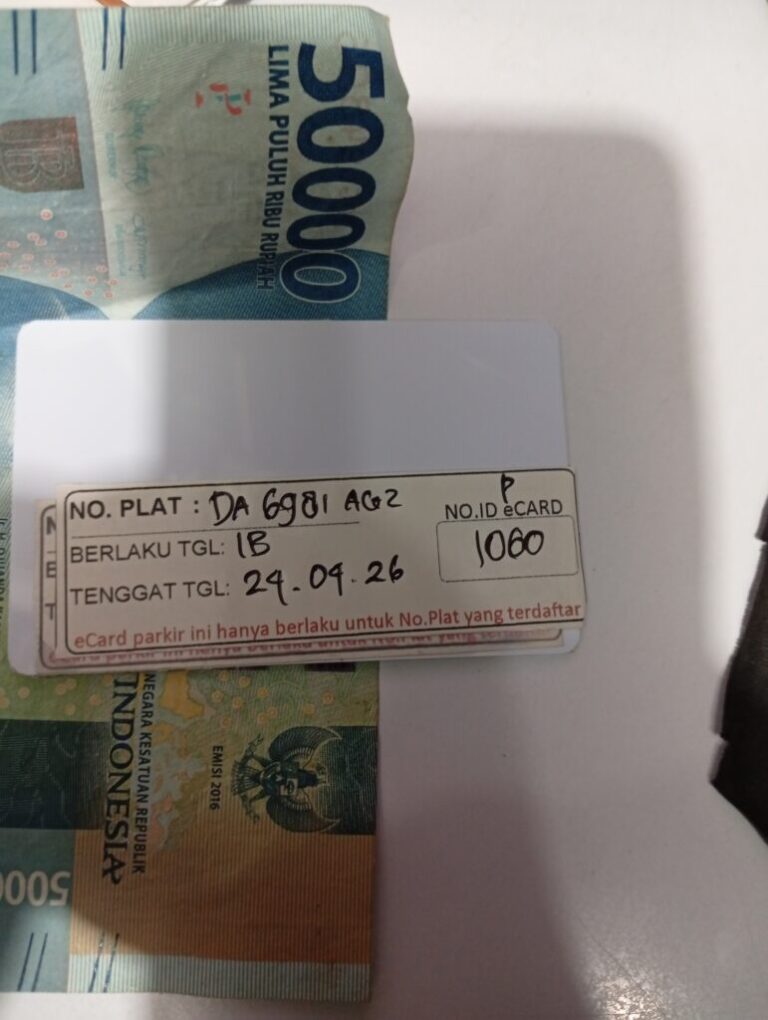 50000
LIMA PULUH RIBU RUPIAH
NO. PLAT : DA 6981 AGZ
BERLAKU TGL: 1B
TENGGAT TGL: 24.04.26
P
NO.ID eCARD
1060
eCard parkir ini hanya berlaku untuk No.Plat yang terdaftar
NEGARA KESATUAN REPUBLIK
INDONESIA
EMISI 2016